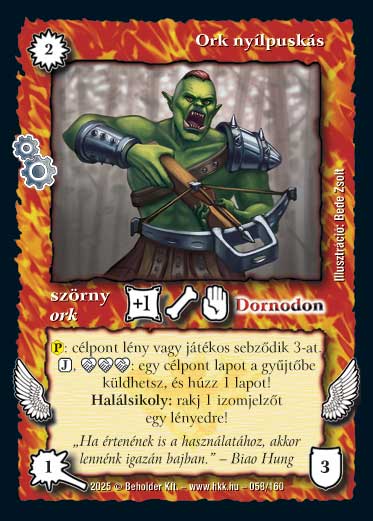 Ork nyílpuskás
2
Illusztráció: Bede Zsolt
szörny
ork
+1
Dornodon
P: célpont lény vagy játékos sebződik 3-at.
J, : egy célpont lapot a gyűjtőbe
küldhetsz, és húzz 1 lapot!
Halálsikoly: rakj 1 izomjelzőt
egy lényedre!
„Ha értenének is a használatához, akkor
lennénk igazán bajban.” – Biao Hung
1
2025 © Beholder Kft. – www.hkk.hu – 058/160
3